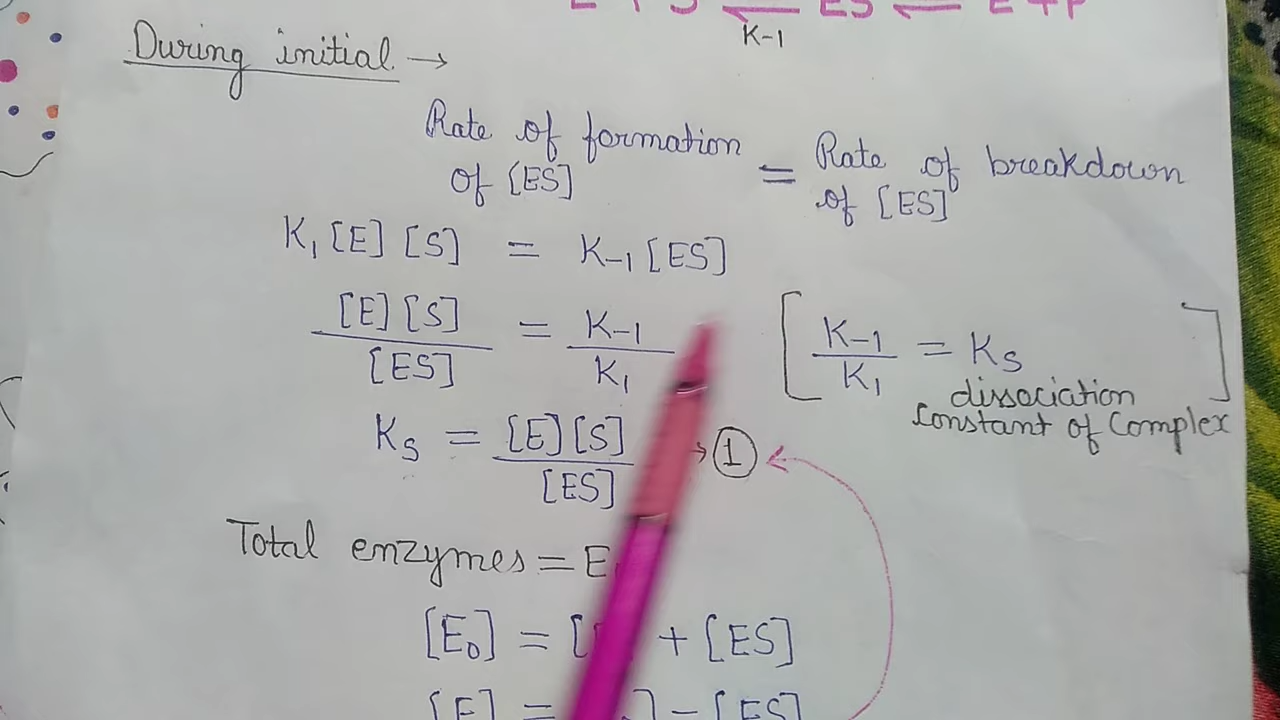 E + S ⟵ ES ⟵ E+P
K-1
During initial →
Rate of formation of [ES] = Rate of breakdown of [ES]
K1 [E] [S] = K-1 [ES]
[E] [S] / [ES] = K-1 / K1 [ K-1 / K1 = Ks ]
dissociation
Constant of Complex
Ks = [E] [S] / [ES] → 1
Total enzymes = E
[E0] = [ ] + [ES]
[E] = ] - [ES]